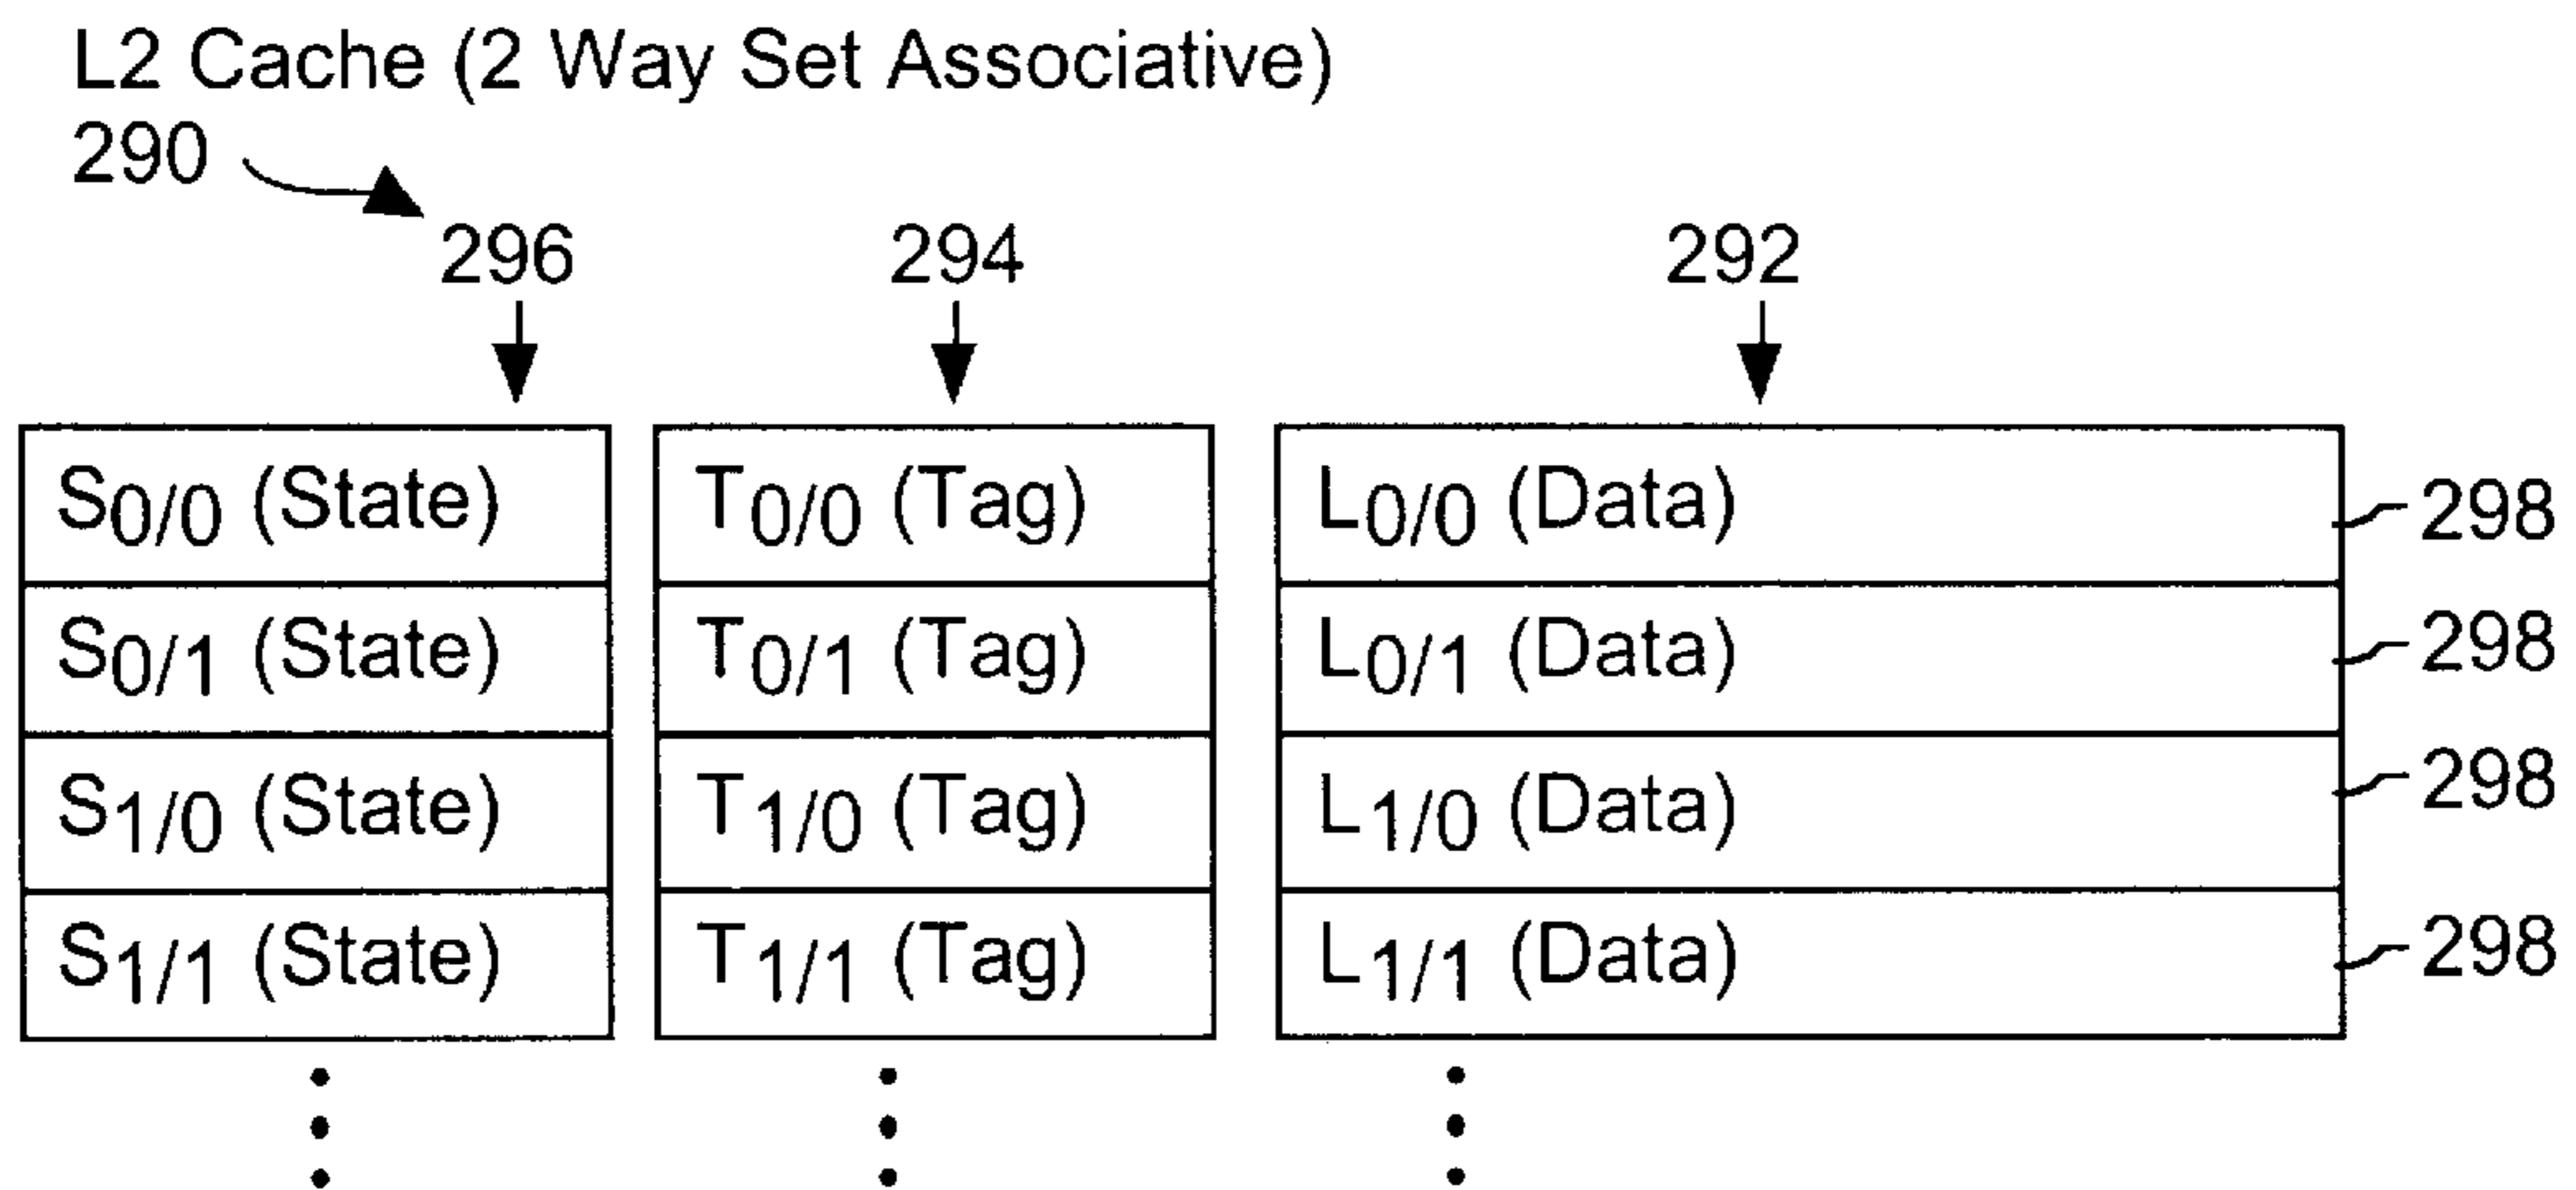 L2 Cache (2 Way Set Associative)
290
296 294 292
S0/0 (State) T0/0 (Tag) L0/0 (Data) 298
S0/1 (State) T0/1 (Tag) L0/1 (Data) 298
S1/0 (State) T1/0 (Tag) L1/0 (Data) 298
S1/1 (State) T1/1 (Tag) L1/1 (Data) 298